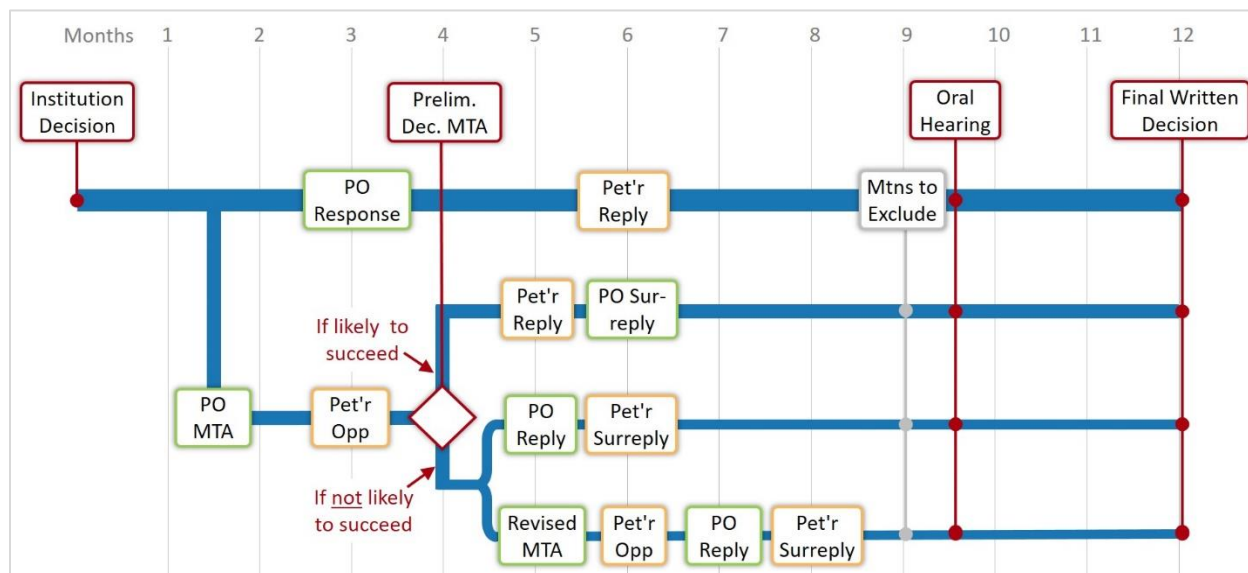 Months 1 2 3 4 5 6 7 8 9 10 11 12
Institution
Decision
Prelim.
Dec. MTA
Oral
Hearing
Final Written
Decision
PO
Response
Pet'r
Reply
Mtns to
Exclude
Pet'r
Reply
PO Sur-
reply
If likely to
succeed
PO
MTA
Pet'r
Opp
PO
Reply
Pet'r
Surreply
If not likely
to succeed
Revised
MTA
Pet'r
Opp
PO
Reply
Pet'r
Surreply